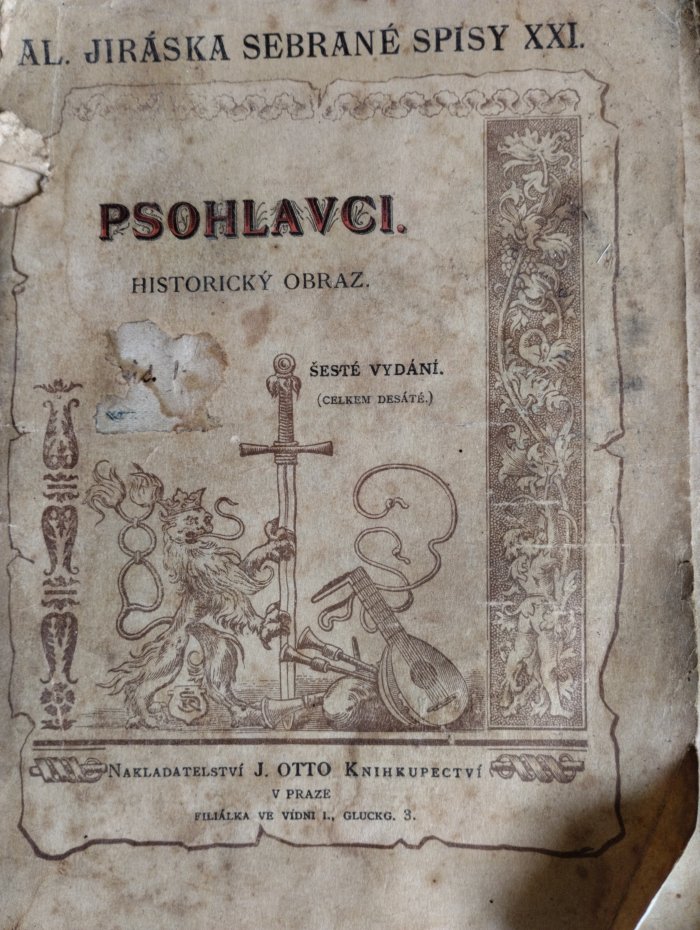 AL. JIRÁSKA SEBRANÉ SPISY XXI.
PSOHLAVCI.
HISTORICKÝ OBRAZ.
ŠESTÉ VYDÁNÍ.
(CELKEM DESÁTÉ.)
NAKLADATELSTVÍ J. OTTO KNIHKUPECTVÍ
V PRAZE
FILIÁLKA VE VÍDNI I., GLUCKG. 3.